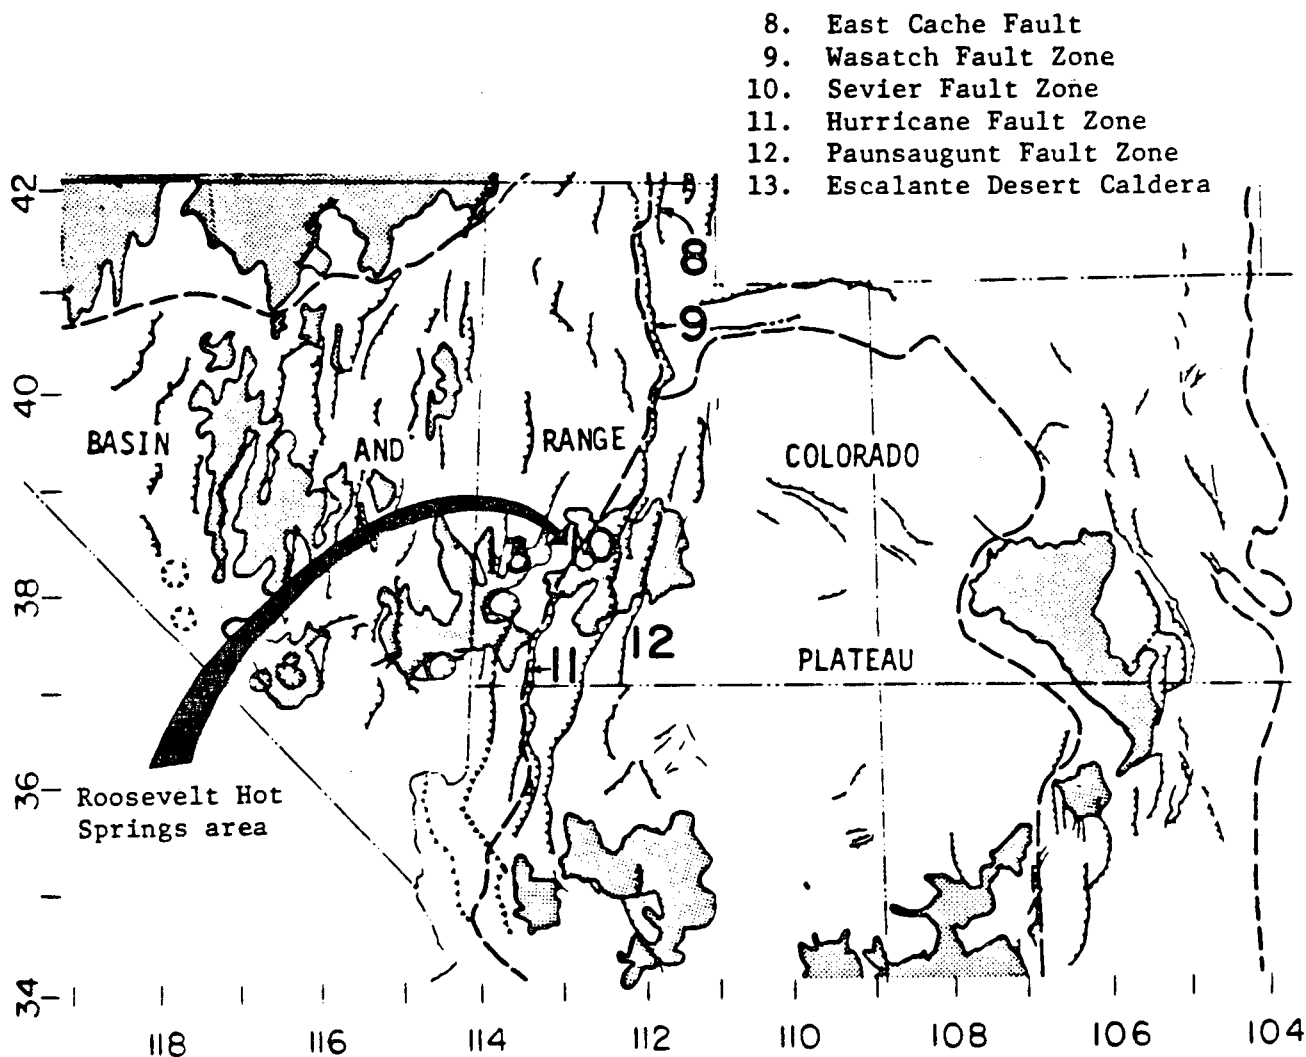 8. East Cache Fault
9. Wasatch Fault Zone
10. Sevier Fault Zone
11. Hurricane Fault Zone
12. Paunsaugunt Fault Zone
13. Escalante Desert Caldera
42
8
9
40
BASIN AND RANGE
COLORADO
38
12
11
PLATEAU
36
Roosevelt Hot
Springs area
34
118 116 114 112 110 108 106 104